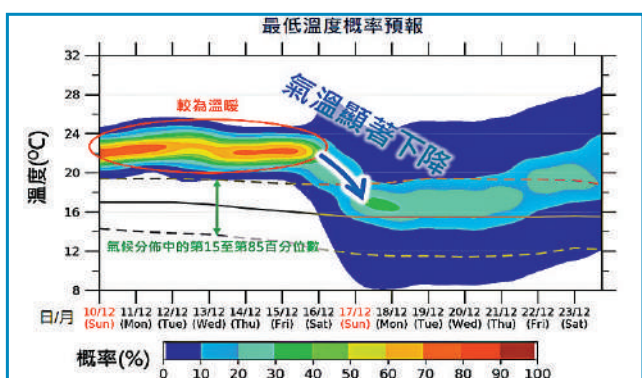 最低溫度概率預報
32
28
24
20
16
12
8
溫度(ºC)
較為溫暖
氣溫顯著下降
氣候分佈中的第15至第85百分位數
日/月
10/12 11/12 12/12 13/12 14/12 15/12 16/12 17/12 18/12 19/12 20/12 21/12 22/12 23/12
(Sun) (Mon) (Tue) (Wed) (Thu) (Fri) (Sat) (Sun) (Mon) (Tue) (Wed) (Thu) (Fri) (Sat)
概率(%)
0 10 20 30 40 50 60 70 80 90 100